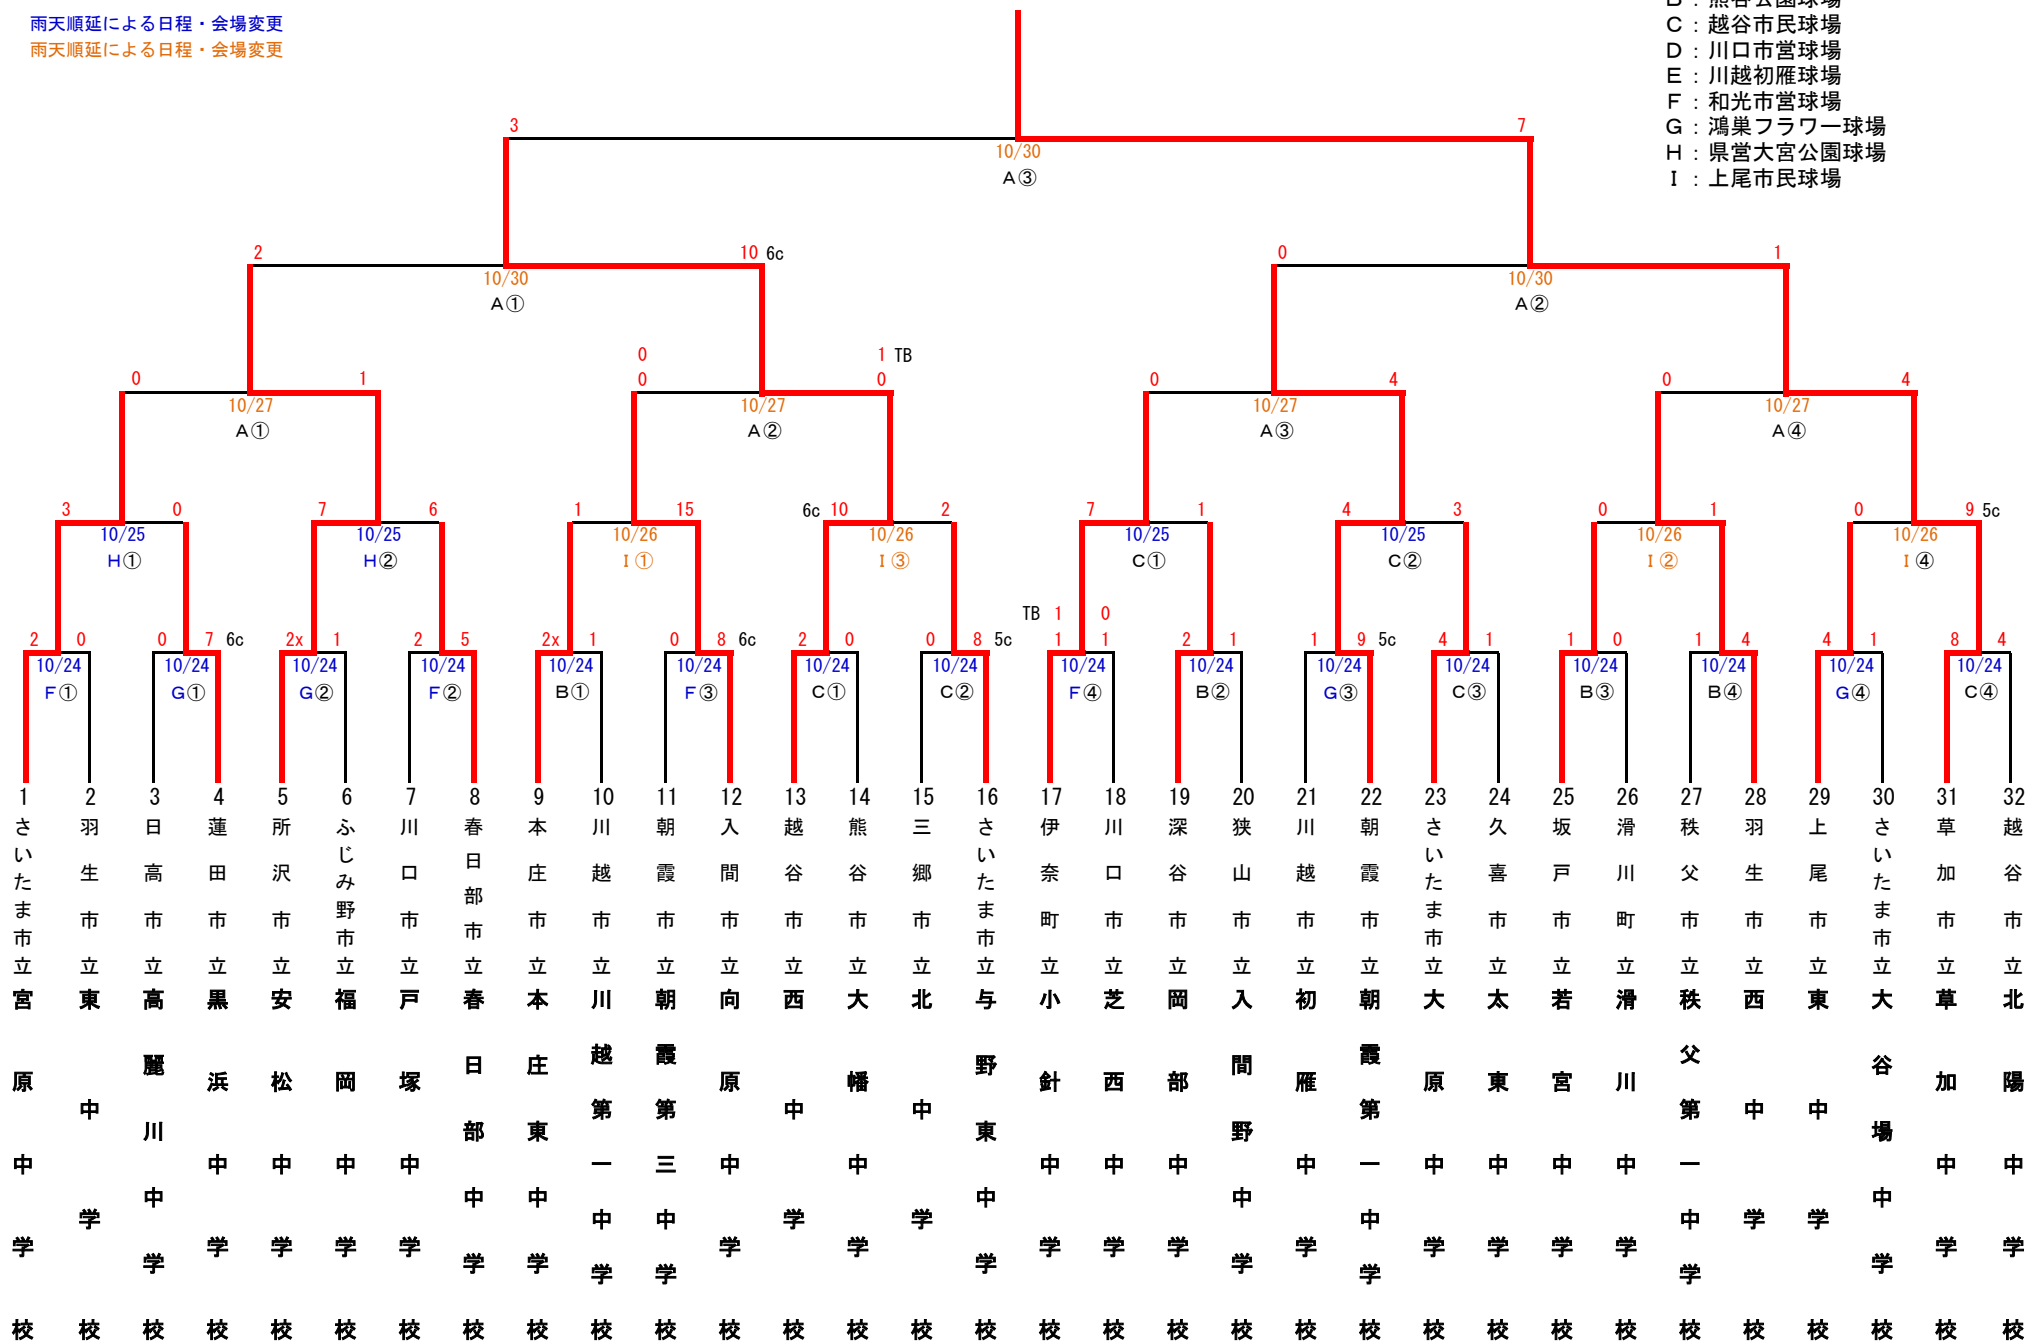 雨天順延による日程・会場変更
雨天順延による日程・会場変更
B：熊谷公園球場
C：越谷市民球場
D：川口市営球場
E：川越初雁球場
F：和光市営球場
G：鴻巣フラワー球場
H：県営大宮公園球場
I：上尾市民球場
3 7
10/30
A③
2 10 6c 0 1
10/30 10/30
A① A②
0 1 TB
0 1 0 0 0 4 0 4
10/27 10/27 10/27 10/27
A① A② A③ A④
3 0 7 6 1 15 6c 10 2 7 1 4 3 0 1 0 9 5c
10/25 10/25 10/26 10/26 10/25 10/25 10/26 10/26
H① H② I① I③ C① C② I② I④
TB 1 0
2 0 0 7 6c 2x 1 2 5 2x 1 0 8 6c 2 0 0 8 5c 1 1 2 1 1 9 5c 4 1 1 0 1 4 4 1 8 4
10/24 10/24 10/24 10/24 10/24 10/24 10/24 10/24 10/24 10/24 10/24 10/24 10/24 10/24 10/24 10/24
F① G① G② F② B① F③ C① C② F④ B② G③ C③ B③ B④ G④ C④
1 さいたま市立宮原中学校
2 羽生市立東中学校
3 日高市立高麗川中学校
4 蓮田市立黒浜中学校
5 所沢市立安松中学校
6 ふじみ野市立福岡中学校
7 川口市立戸塚中学校
8 春日部市立春日部中学校
9 本庄市立本庄東中学校
10 川越市立川越第一中学校
11 朝霞市立朝霞第三中学校
12 入間市立向原中学校
13 越谷市立西中学校
14 熊谷市立大幡中学校
15 三郷市立北中学校
16 さいたま市立与野東中学校
17 伊奈町立小針中学校
18 川口市立芝西中学校
19 深谷市立岡部中学校
20 狭山市立入間野中学校
21 川越市立初雁中学校
22 朝霞市立朝霞第一中学校
23 さいたま市立大原中学校
24 久喜市立太東中学校
25 坂戸市立若宮中学校
26 滑川町立滑川中学校
27 秩父市立秩父第一中学校
28 羽生市立西中学校
29 上尾市立東中学校
30 さいたま市立大谷場中学校
31 草加市立草加中学校
32 越谷市立北陽中学校